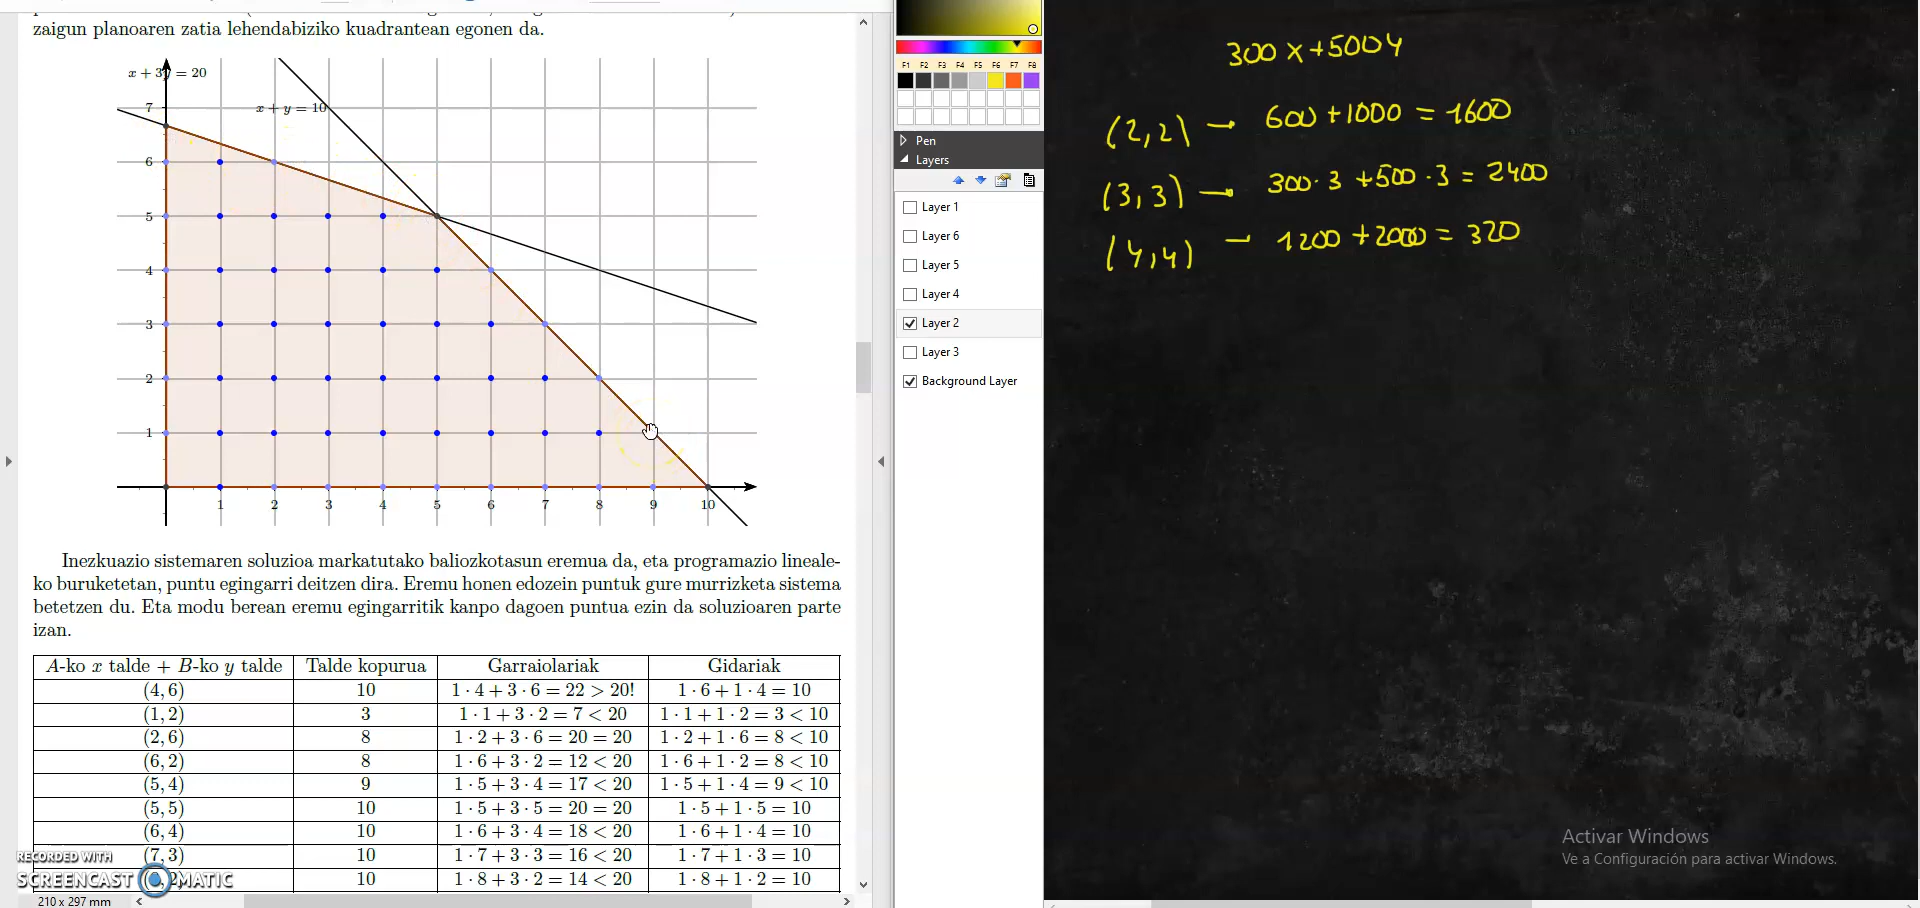 zaigun planoaren zatia lehendabiziko kuadrantean egonen da.
x + 3y = 20
x + y = 10
7
6
5
4
3
2
1
1 2 3 4 5 6 7 8 9 10
Inezkuazio sistemaren soluzioa markatutako baliozkotasun eremua da, eta programazio lineale-
ko buruketetan, puntu egingarri deitzen dira. Eremu honen edozein puntuk gure murrizketa sistema
betetzen du. Eta modu berean eremu egingarritik kanpo dagoen puntua ezin da soluzioaren parte
izan.
A-ko x talde + B-ko y talde Talde kopurua Garraiolariak Gidariak
(4, 6) 10 1 · 4 + 3 · 6 = 22 > 20! 1 · 6 + 1 · 4 = 10
(1, 2) 3 1 · 1 + 3 · 2 = 7 < 20 1 · 1 + 1 · 2 = 3 < 10
(2, 6) 8 1 · 2 + 3 · 6 = 20 = 20 1 · 2 + 1 · 6 = 8 < 10
(6, 2) 8 1 · 6 + 3 · 2 = 12 < 20 1 · 6 + 1 · 2 = 8 < 10
(5, 4) 9 1 · 5 + 3 · 4 = 17 < 20 1 · 5 + 1 · 4 = 9 < 10
(5, 5) 10 1 · 5 + 3 · 5 = 20 = 20 1 · 5 + 1 · 5 = 10
(6, 4) 10 1 · 6 + 3 · 4 = 18 < 20 1 · 6 + 1 · 4 = 10
(7, 3) 10 1 · 7 + 3 · 3 = 16 < 20 1 · 7 + 1 · 3 = 10
10 1 · 8 + 3 · 2 = 14 < 20 1 · 8 + 1 · 2 = 10
RECORDED WITH
SCREENCAST MATIC
210 x 297 mm
F1 F2 F3 F4 F5 F6 F7 F8
Pen
Layers
Layer 1
Layer 6
Layer 5
Layer 4
Layer 2
Layer 3
Background Layer
300 x + 500 y
(2,2) → 600 + 1000 = 1600
(3,3) → 300 · 3 + 500 · 3 = 2400
(4,4) → 1200 + 2000 = 320
Activar Windows
Ve a Configuración para activar Windows.